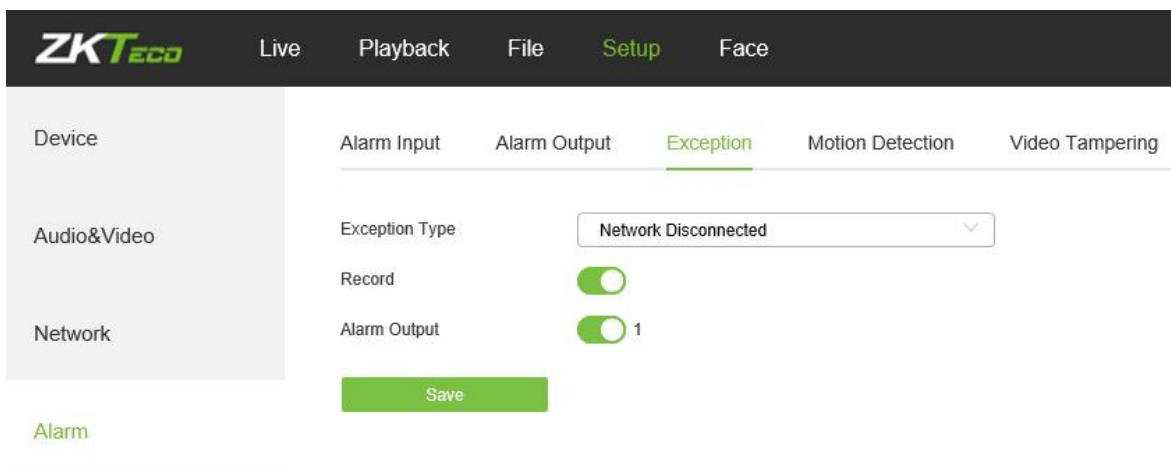 ZKTECO Live Playback File Setup Face
Device
Alarm Input Alarm Output Exception Motion Detection Video Tampering
Audio&Video
Exception Type Network Disconnected
Record
Network
Alarm Output 1
Save
Alarm